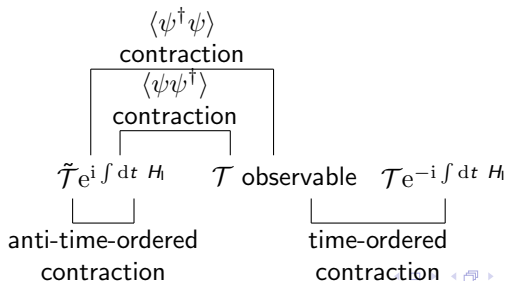 ⟨ψ†ψ⟩
contraction
⟨ψψ†⟩
contraction
𝒯̃e^{i ∫ dt H_I} 𝒯 observable 𝒯e^{−i ∫ dt H_I}
anti-time-ordered time-ordered
contraction contraction